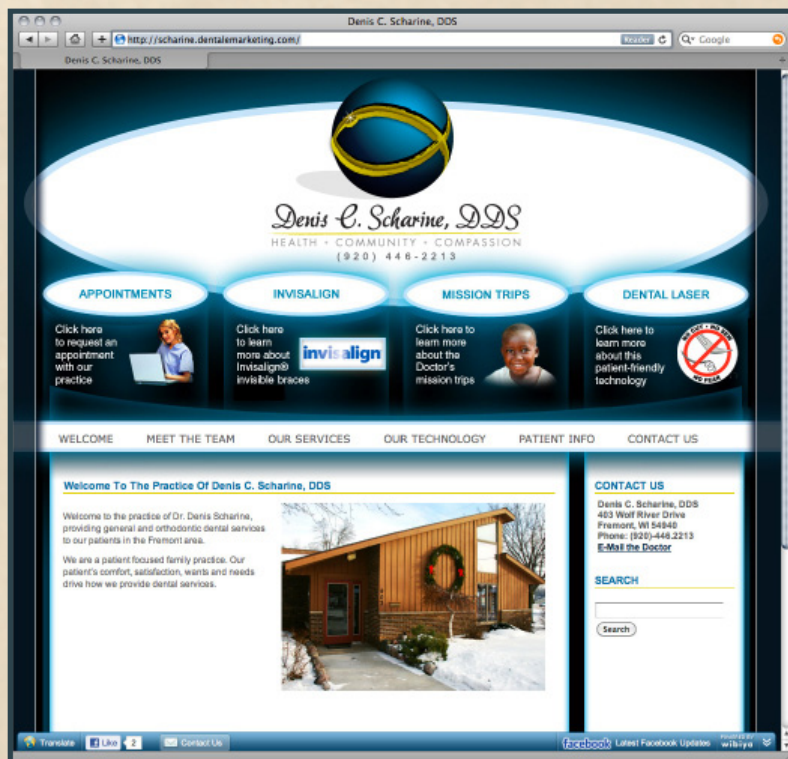 Denis C. Scharine, DDS
http://scharine.dentalemarketing.com/
Reader
Google
Denis C. Scharine, DDS
Denis C. Scharine, DDS
HEALTH • COMMUNITY • COMPASSION
(920) 446-2213
APPOINTMENTS
INVISALIGN
MISSION TRIPS
DENTAL LASER
Click here
to request an
appointment
with our
practice
Click here
to learn
more about
Invisalign®
invisible braces
invisalign
Click here to
learn more
about the
Doctor's
mission trips
Click here to
learn more
about this
patient-friendly
technology
NO FEAR
WELCOME
MEET THE TEAM
OUR SERVICES
OUR TECHNOLOGY
PATIENT INFO
CONTACT US
Welcome To The Practice Of Denis C. Scharine, DDS
Welcome to the practice of Dr. Denis Scharine,
providing general and orthodontic dental services
to our patients in the Fremont area.
We are a patient focused family practice. Our
patient's comfort, satisfaction, wants and needs
drive how we provide dental services.
CONTACT US
Denis C. Scharine, DDS
403 Wolf River Drive
Fremont, WI 54940
Phone: (920)-446.2213
E-Mail the Doctor
SEARCH
Search
Translate
Like
2
Contact Us
facebook Latest Facebook Updates
POWERED BY
wibiya